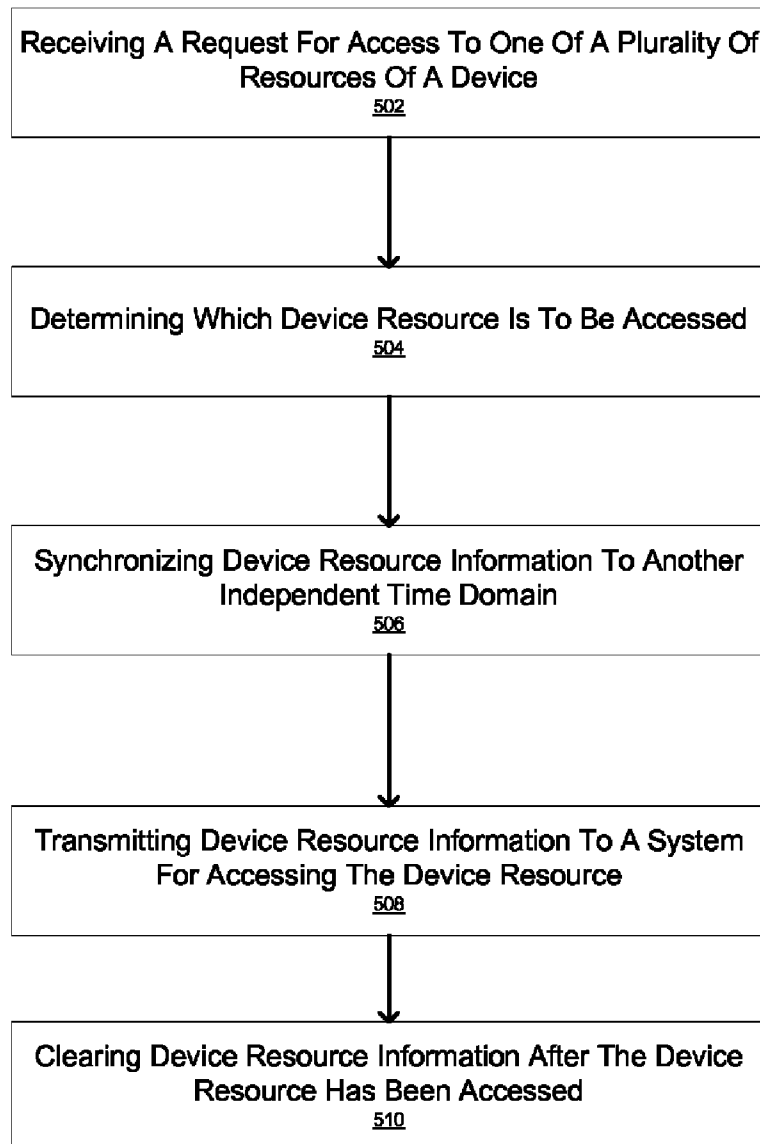 Receiving A Request For Access To One Of A Plurality Of
Resources Of A Device
502
Determining Which Device Resource Is To Be Accessed
504
Synchronizing Device Resource Information To Another
Independent Time Domain
506
Transmitting Device Resource Information To A System
For Accessing The Device Resource
508
Clearing Device Resource Information After The Device
Resource Has Been Accessed
510